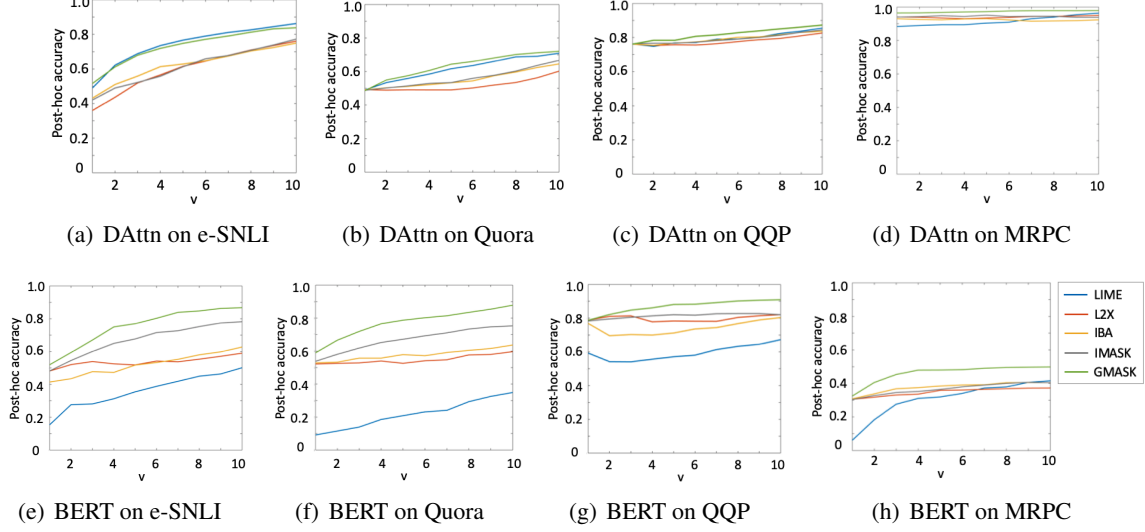 1.0
0.8
0.6
0.4
0.2
0
Post-hoc accuracy
2 4 6 8 10
v
(a) DAttn on e-SNLI
1.0
0.8
0.6
0.4
0.2
0
Post-hoc accuracy
2 4 6 8 10
v
(b) DAttn on Quora
1.0
0.8
0.6
0.4
0.2
0
Post-hoc accuracy
2 4 6 8 10
v
(c) DAttn on QQP
1.0
0.8
0.6
0.4
0.2
0
Post-hoc accuracy
2 4 6 8 10
v
(d) DAttn on MRPC
1.0
0.8
0.6
0.4
0.2
0
Post-hoc accuracy
2 4 6 8 10
v
(e) BERT on e-SNLI
1.0
0.8
0.6
0.4
0.2
0
Post-hoc accuracy
2 4 6 8 10
v
(f) BERT on Quora
1.0
0.8
0.6
0.4
0.2
0
Post-hoc accuracy
2 4 6 8 10
v
(g) BERT on QQP
1.0
0.8
0.6
0.4
0.2
0
Post-hoc accuracy
2 4 6 8 10
v
(h) BERT on MRPC
LIME
L2X
IBA
IMASK
GMASK